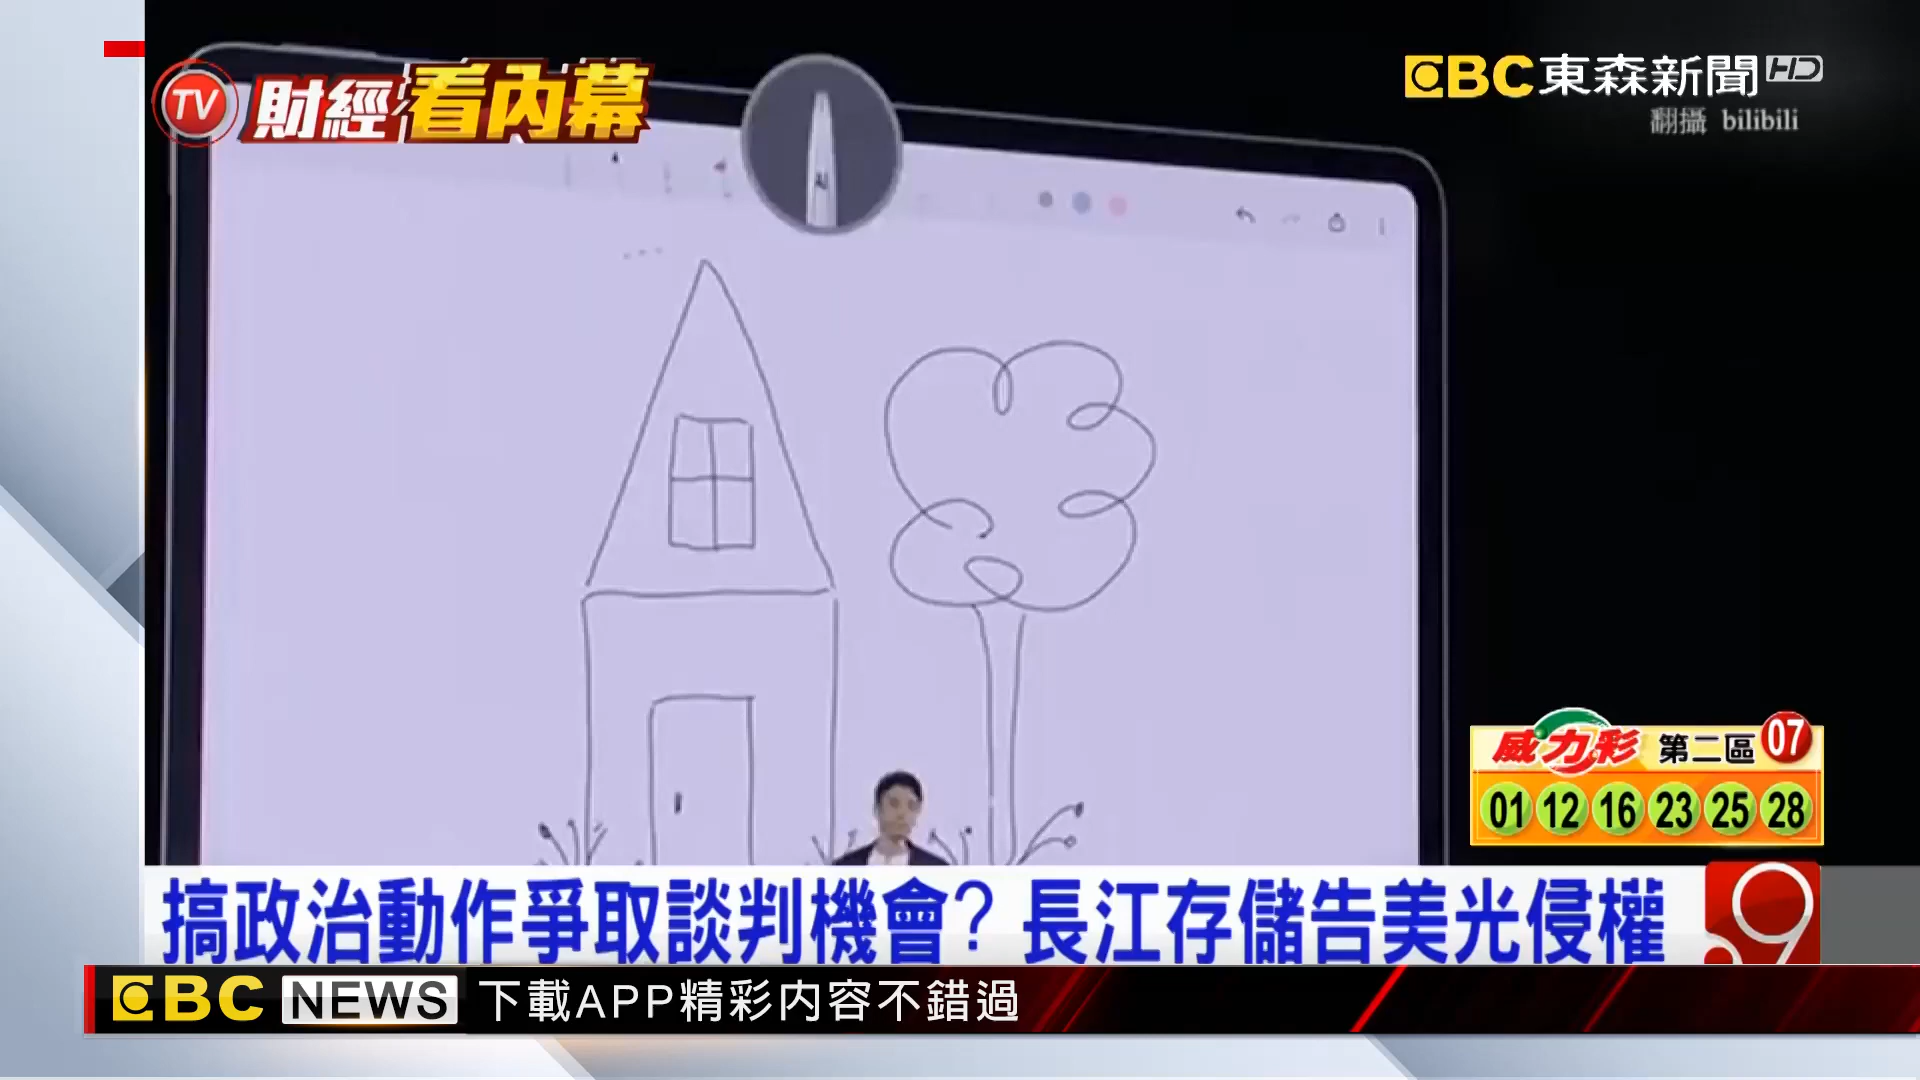 TV 財經看內幕
EBC東森新聞HD
翻攝 bilibili
AI
威力彩 第二區 07
01 12 16 23 25 28
搞政治動作爭取談判機會? 長江存儲告美光侵權
9
EBC NEWS 下載APP精彩內容不錯過